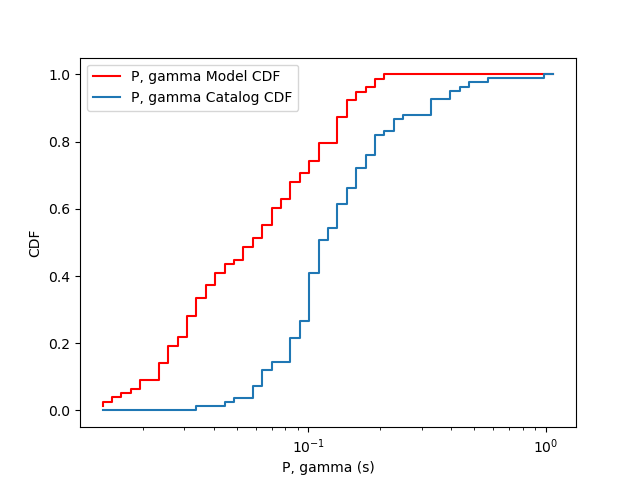 P, gamma Model CDF
P, gamma Catalog CDF
1.0
0.8
0.6
0.4
0.2
0.0
CDF
10⁻¹ 10⁰
P, gamma (s)